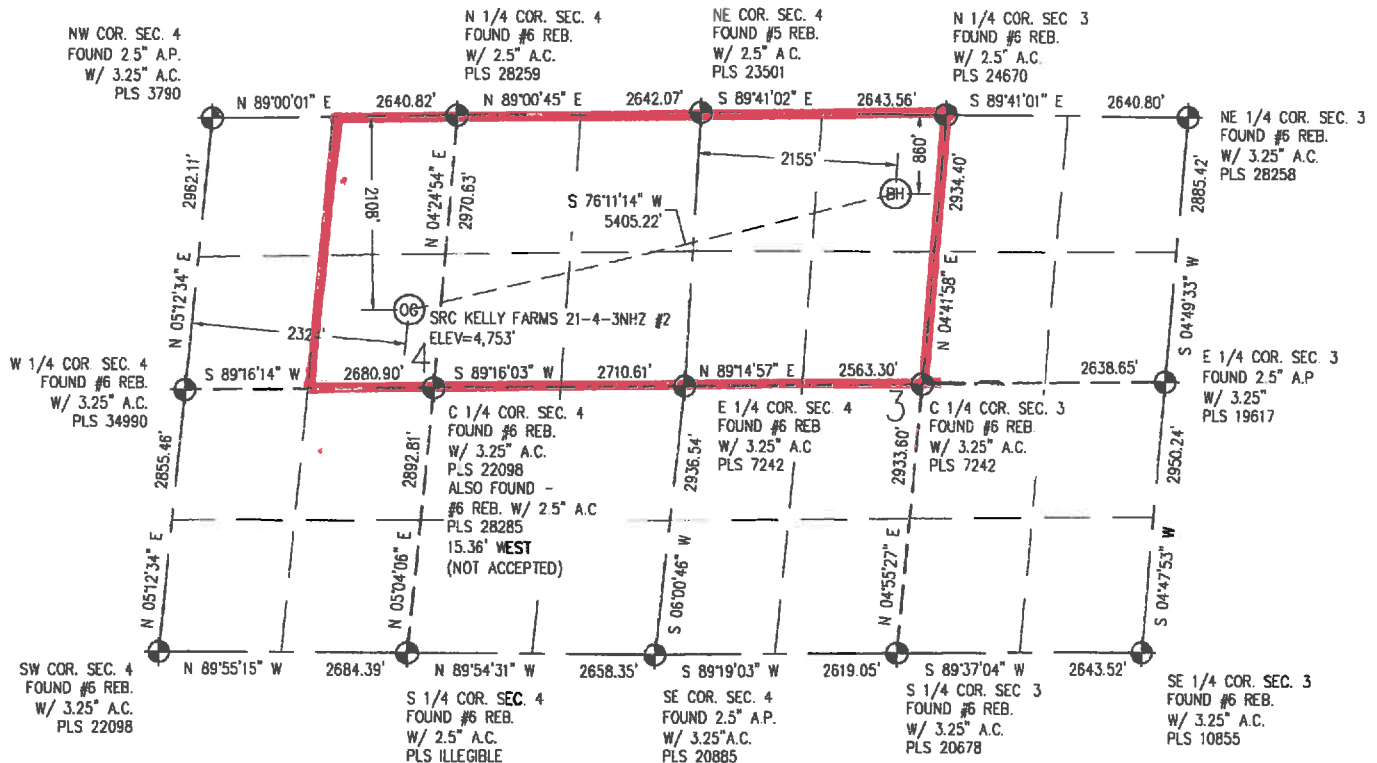 NW COR. SEC. 4
FOUND 2.5" A.P.
W/ 3.25" A.C.
PLS 3790
N 1/4 COR. SEC. 4
FOUND #6 REB.
W/ 2.5" A.C.
PLS 28259
NE COR. SEC. 4
FOUND #5 REB.
W/ 2.5" A.C.
PLS 23501
N 1/4 COR. SEC 3
FOUND #6 REB.
W/ 2.5" A.C.
PLS 24670
N 89°00'01" E
2640.82'
N 89°00'45" E
2642.07'
S 89°41'02" E
2643.56'
S 89°41'01" E
2640.80'
NE 1/4 COR. SEC. 3
FOUND #6 REB.
W/ 3.25" A.C.
PLS 28258
2962.11'
N 05°12'34" E
2108'
N 04°24'54" E
2970.63'
2155'
860'
BH
2934.40'
N 04°41'58" E
2885.42'
S 04°49'33" W
S 76°11'14" W
5405.22'
OG
SRC KELLY FARMS 21-4-3NHZ #2
ELEV=4,753'
4
W 1/4 COR. SEC. 4
FOUND #6 REB.
W/ 3.25" A.C.
PLS 34990
S 89°16'14" W
2680.90'
S 89°16'03" W
2710.61'
N 89°14'57" E
2563.30'
2638.65'
E 1/4 COR. SEC. 3
FOUND 2.5" A.P
W/ 3.25"
PLS 19617
C 1/4 COR. SEC. 4
FOUND #6 REB.
W/ 3.25" A.C.
PLS 22098
ALSO FOUND -
#6 REB. W/ 2.5" A.C
PLS 28285
15.36' WEST
(NOT ACCEPTED)
E 1/4 COR. SEC. 4
FOUND #6 REB
W/ 3.25" A.C
PLS 7242
3
C 1/4 COR. SEC. 3
FOUND #6 REB.
W/ 3.25" A.C.
PLS 7242
2855.46'
N 05°12'34" E
2892.81'
N 05°04'06" E
2936.54'
S 06°00'46" W
2933.60'
N 04°55'27" E
2950.24'
S 04°47'53" W
SW COR. SEC. 4
FOUND #6 REB.
W/ 3.25" A.C.
PLS 22098
N 89°55'15" W
2684.39'
N 89°54'31" W
2658.35'
S 89°19'03" W
2619.05'
S 89°37'04" W
2643.52'
S 1/4 COR. SEC. 4
FOUND #6 REB.
W/ 2.5" A.C.
PLS ILLEGIBLE
SE COR. SEC. 4
FOUND 2.5" A.P.
W/ 3.25"A.C.
PLS 20885
S 1/4 COR. SEC 3
FOUND #6 REB.
W/ 3.25" A.C.
PLS 20678
SE 1/4 COR. SEC. 3
FOUND #6 REB.
W/ 3.25" A.C.
PLS 10855